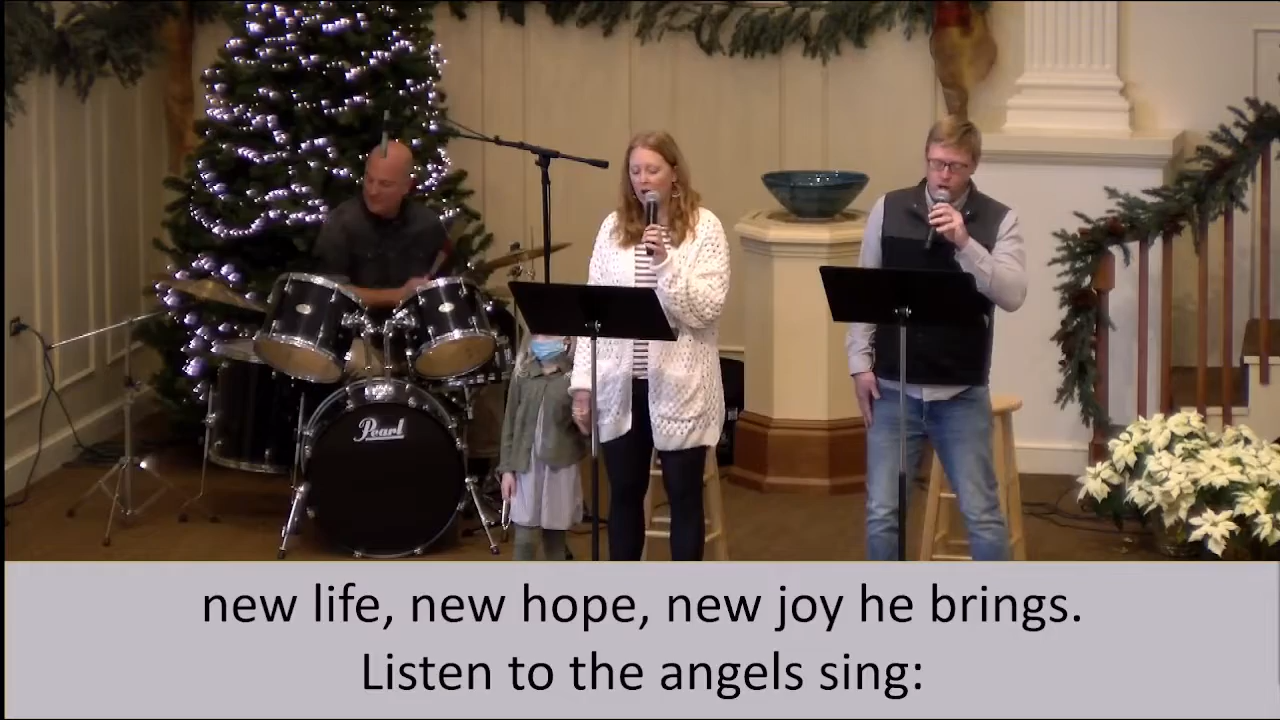 Pearl
new life, new hope, new joy he brings.
Listen to the angels sing: